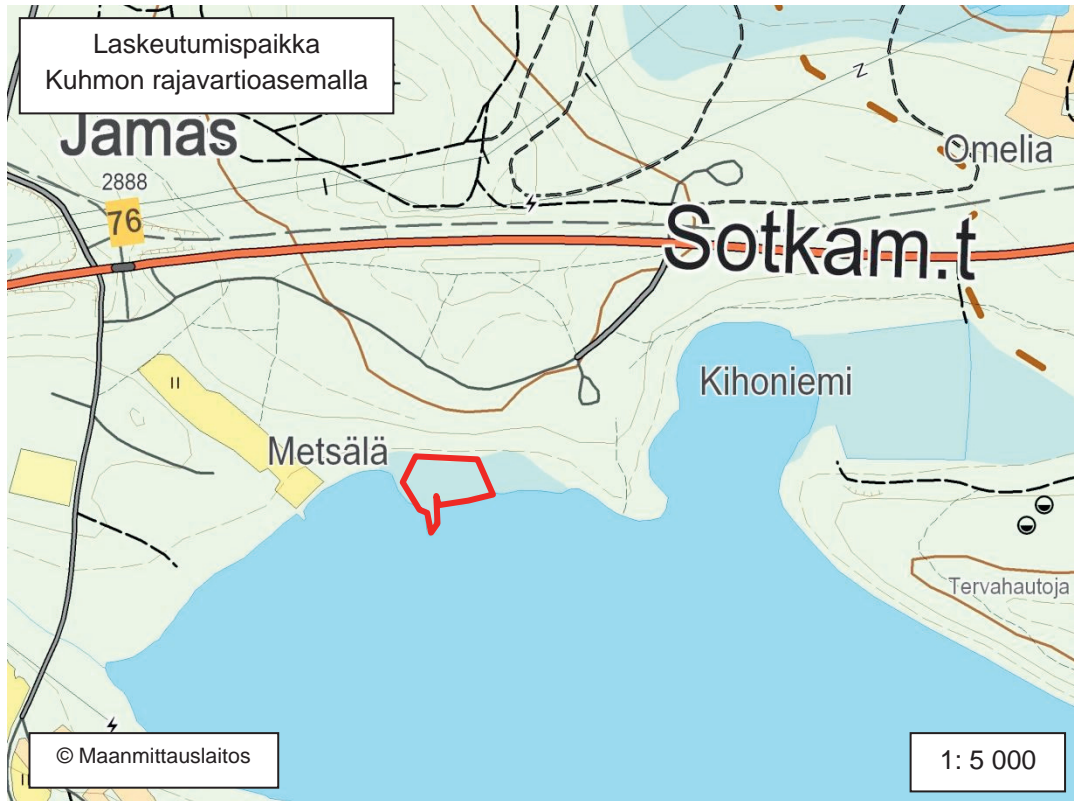 Laskeutumispaikka
Kuhmon rajavartioasemalla
Jamas
2888
76
Omelia
Sotkam.t
Kihoniemi
Metsälä
Tervahautoja
© Maanmittauslaitos
1: 5 000